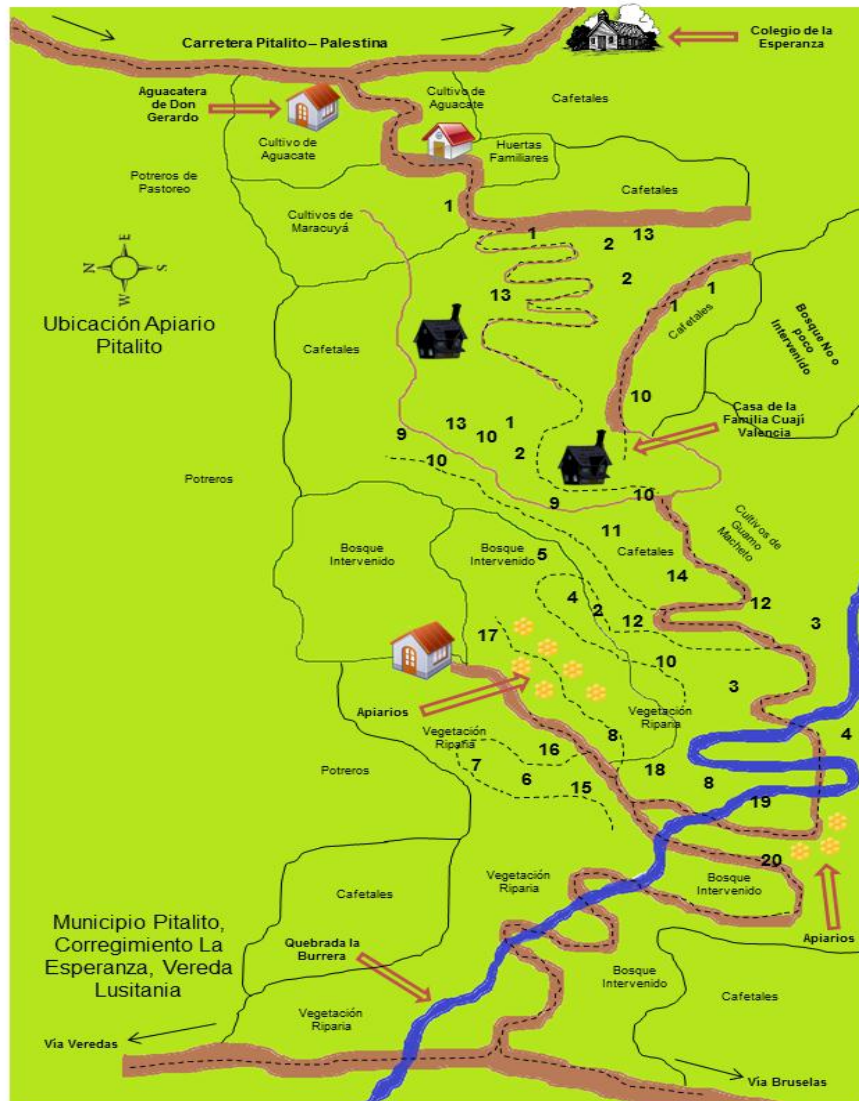 Carretera Pitalito – Palestina
Colegio de la
Esperanza
Aguacatera
de Don
Gerardo
Cultivo de
Aguacate
Cultivo de
Aguacate
Cafetales
Huertas
Familiares
Potreros de
Pastoreo
Cafetales
Cultivos de
Maracuyá
1
1
2
13
2
E
N
S
W
13
1
1
Cafetales
Bosque No o
poco
Intervenido
Ubicación Apiario
Pitalito
Cafetales
10
Casa de la
Familia Cuají
Valencia
9
13
10
1
2
10
Potreros
9
10
Cultivos de
Guamo
Macheto
11
Cafetales
Bosque
Intervenido
Bosque
Intervenido
5
14
4
2
12
12
3
17
10
3
Apiarios
Vegetación
Riparia
Vegetación
Riparia
4
16
8
Potreros
7
6
15
18
8
19
20
Bosque
Intervenido
Vegetación
Riparia
Cafetales
Apiarios
Municipio Pitalito,
Corregimiento La
Esperanza, Vereda
Lusitania
Quebrada la
Burrera
Bosque
Intervenido
Cafetales
Vegetación
Riparia
Vía Veredas
Vía Bruselas